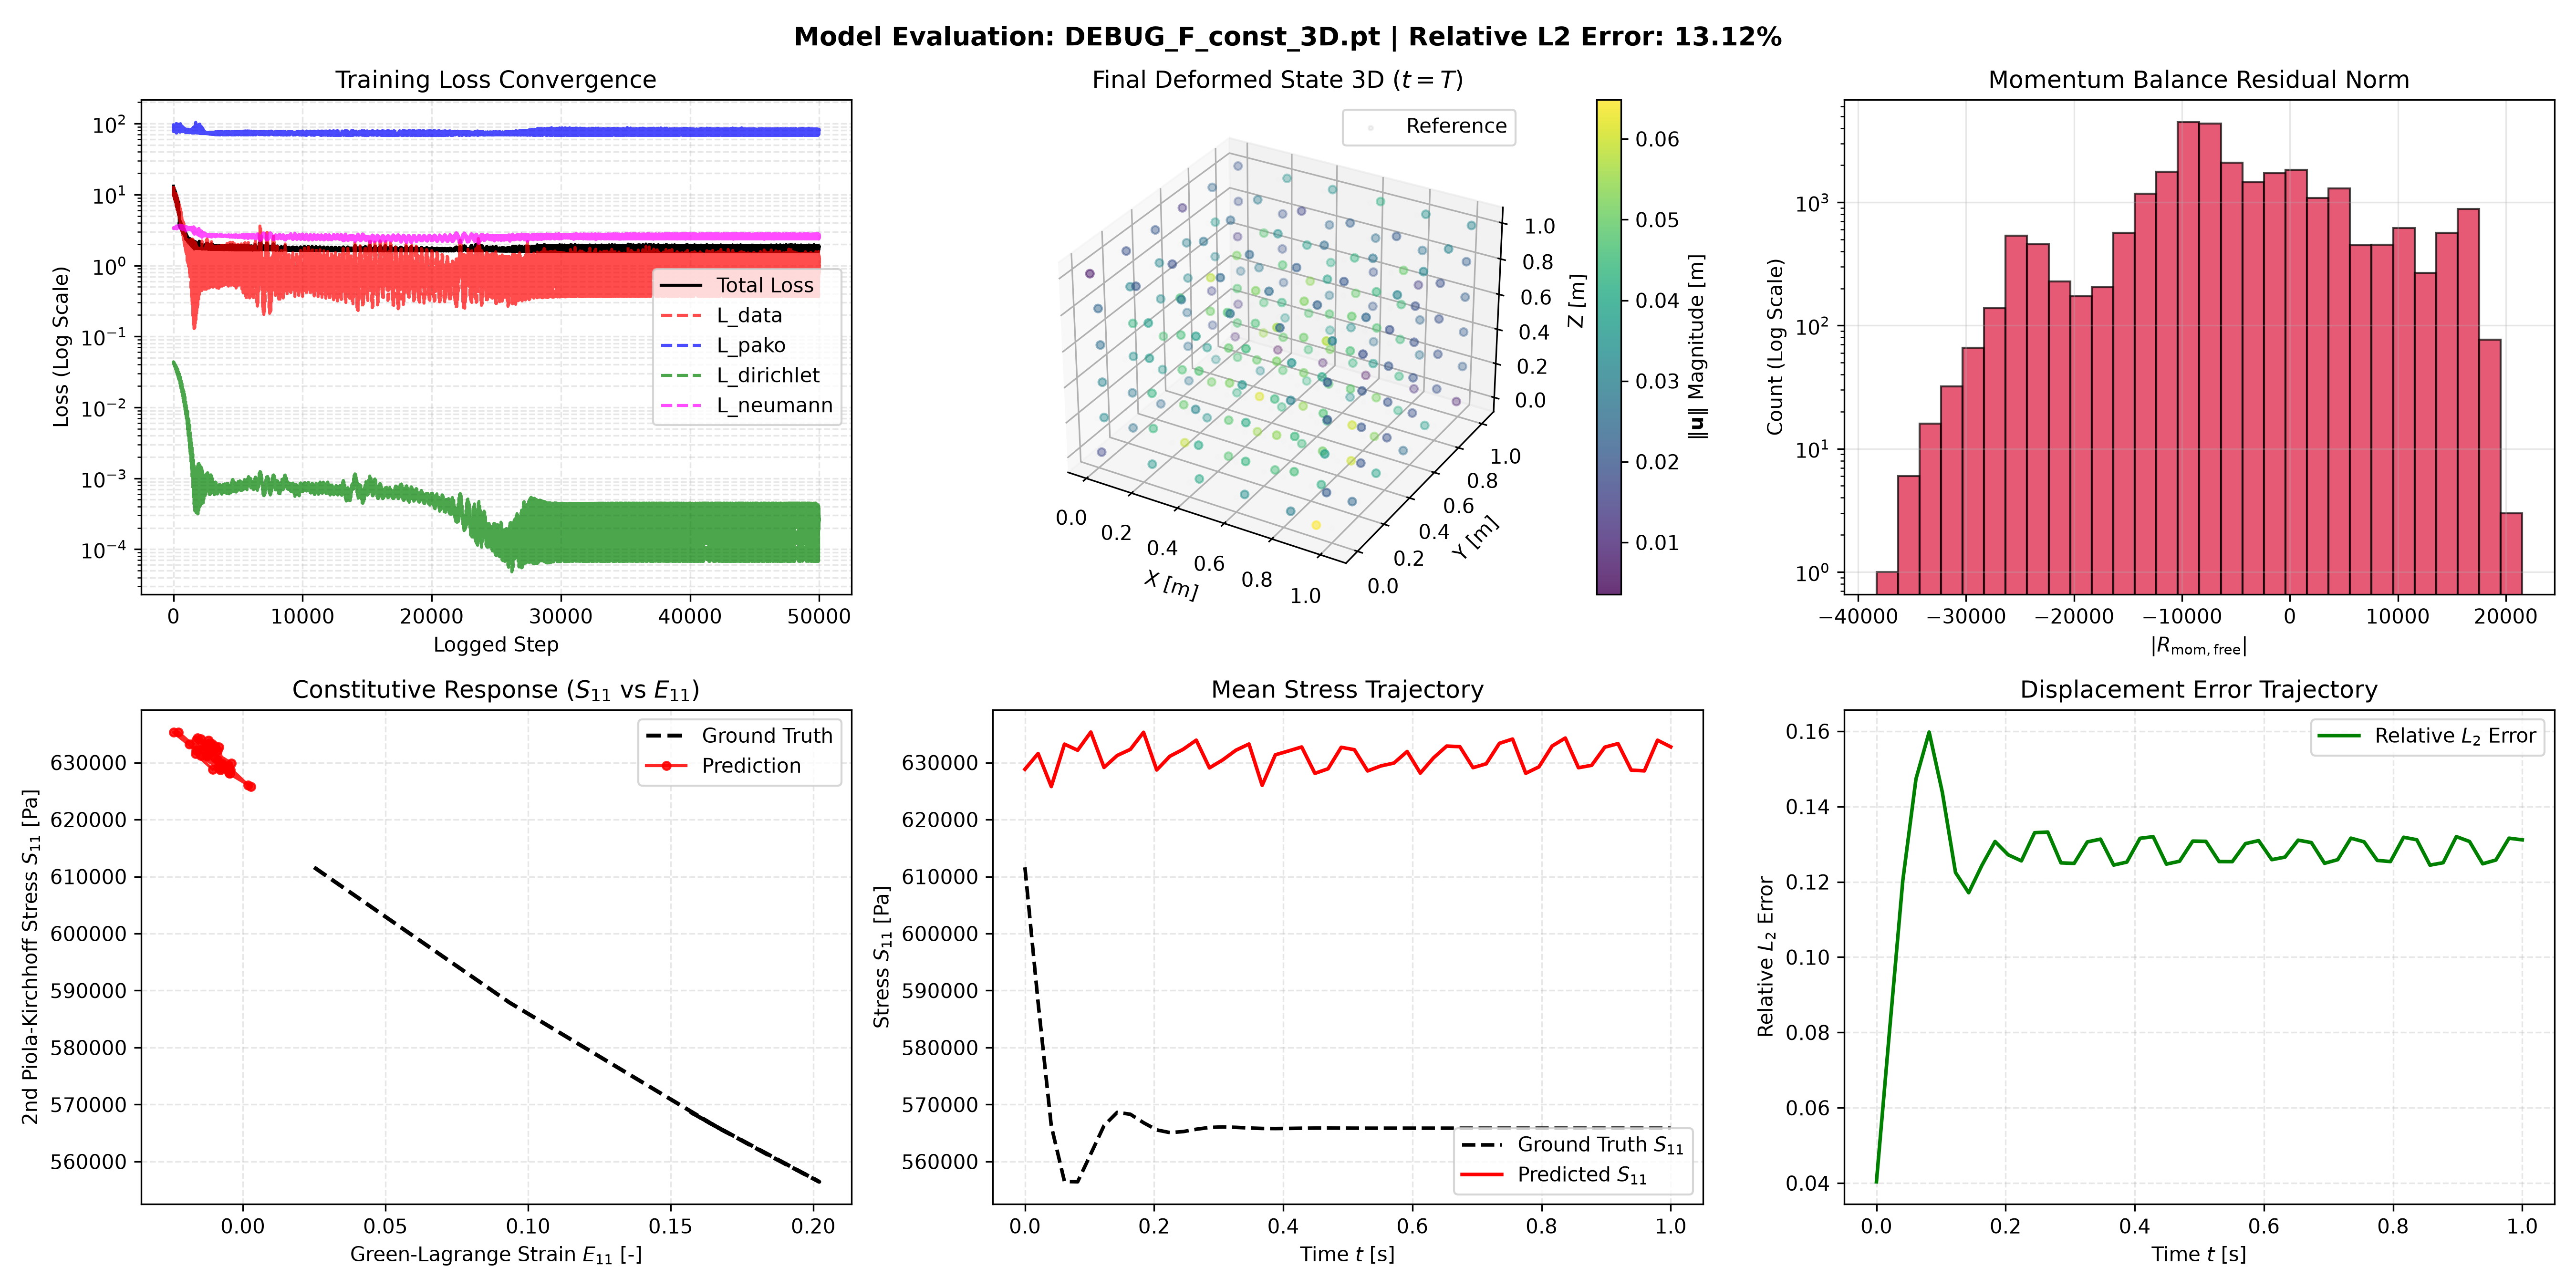 Model Evaluation: DEBUG_F_const_3D.pt | Relative L2 Error: 13.12%
Training Loss Convergence
10²
10¹
10⁰
10⁻¹
10⁻²
10⁻³
10⁻⁴
Loss (Log Scale)
Total Loss
L_data
L_pako
L_dirichlet
L_neumann
0 10000 20000 30000 40000 50000
Logged Step
Final Deformed State 3D (t = T)
Reference
0.0 0.2 0.4 0.6 0.8 1.0
X [m]
0.0 0.2 0.4 0.6 0.8 1.0
Y [m]
1.0
0.8
0.6
0.4
0.2
0.0
Z [m]
0.06
0.05
0.04
0.03
0.02
0.01
‖u‖ Magnitude [m]
Momentum Balance Residual Norm
10³
10²
10¹
10⁰
Count (Log Scale)
−40000 −30000 −20000 −10000 0 10000 20000
|R_mom, free|
Constitutive Response (S₁₁ vs E₁₁)
Ground Truth
Prediction
630000
620000
610000
600000
590000
580000
570000
560000
2nd Piola-Kirchhoff Stress S₁₁ [Pa]
0.00 0.05 0.10 0.15 0.20
Green-Lagrange Strain E₁₁ [-]
Mean Stress Trajectory
630000
620000
610000
600000
590000
580000
570000
560000
Stress S₁₁ [Pa]
Ground Truth S₁₁
Predicted S₁₁
0.0 0.2 0.4 0.6 0.8 1.0
Time t [s]
Displacement Error Trajectory
Relative L₂ Error
0.16
0.14
0.12
0.10
0.08
0.06
0.04
Relative L₂ Error
0.0 0.2 0.4 0.6 0.8 1.0
Time t [s]